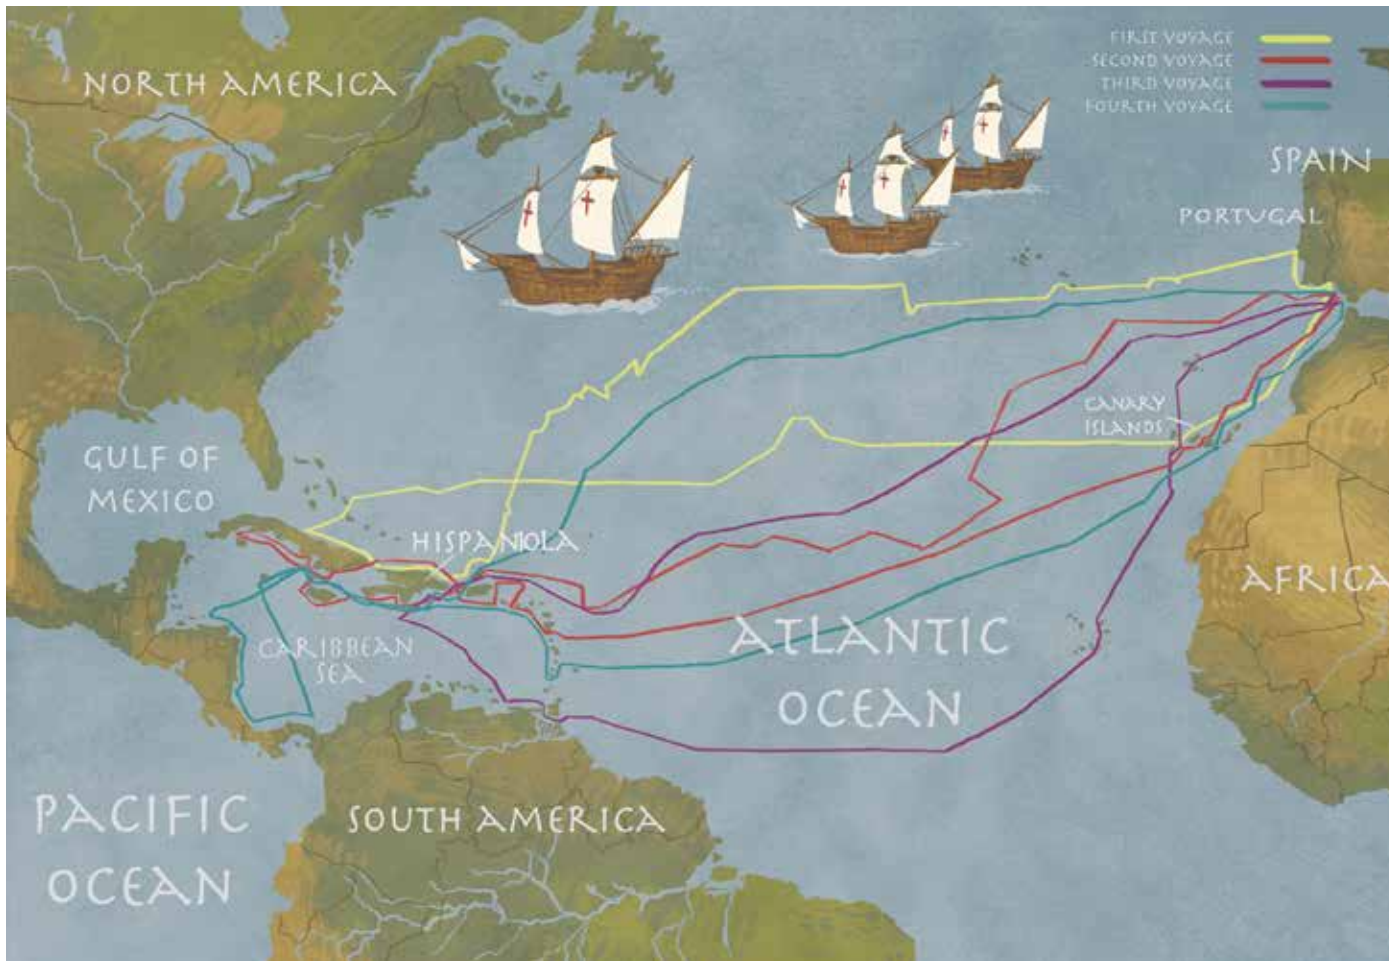 FIRST VOYAGE
SECOND VOYAGE
THIRD VOYAGE
FOURTH VOYAGE
NORTH AMERICA
SPAIN
PORTUGAL
CANARY
ISLANDS
GULF OF
MEXICO
HISPANIOLA
AFRICA
CARIBBEAN
SEA
ATLANTIC
OCEAN
PACIFIC
OCEAN
SOUTH AMERICA